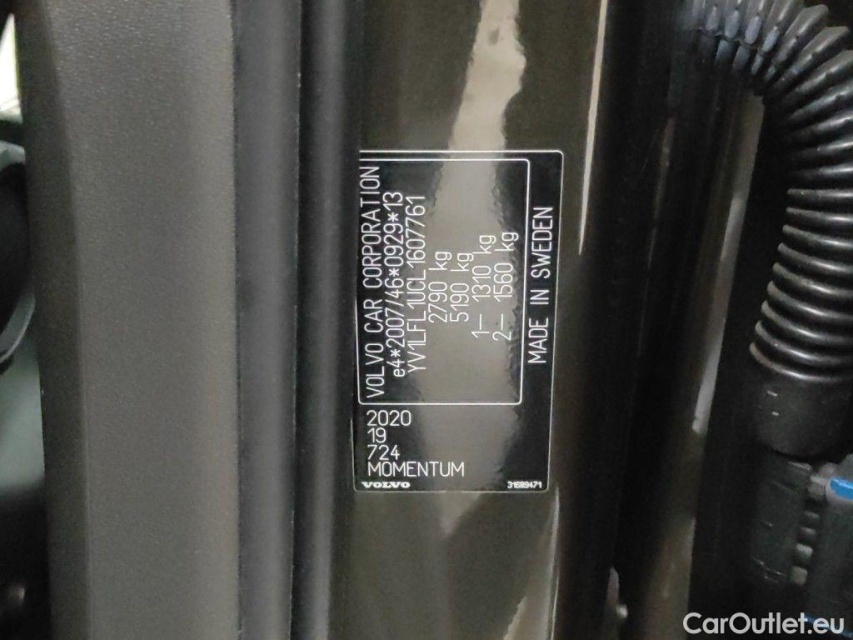 VOLVO CAR CORPORATION
e4*2007/46*0929*13
YV1LFL1UCL1607761
2790 kg
5190 kg
1– 1310 kg
2– 1560 kg
MADE IN SWEDEN
2020
19
724
MOMENTUM
VOLVO 31689471
CarOutlet.eu